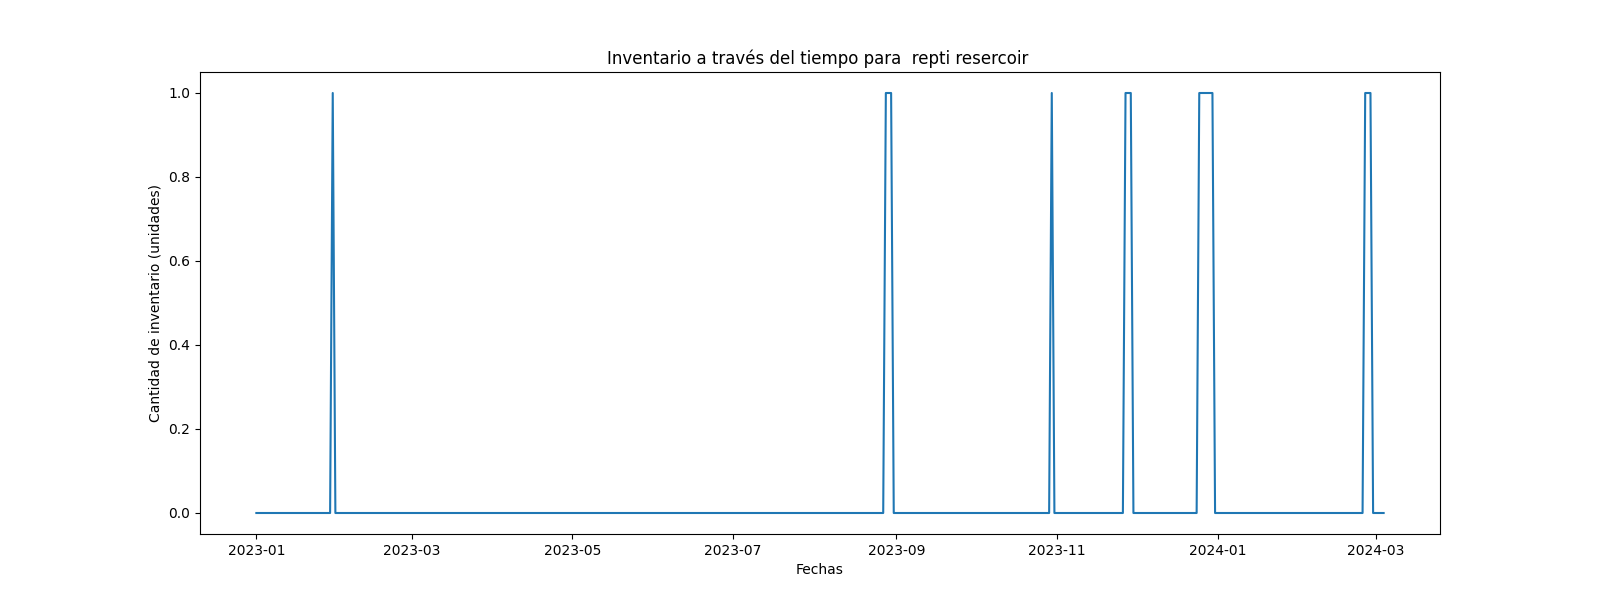 Inventario a través del tiempo para  repti resercoir
Cantidad de inventario (unidades)
1.0
0.8
0.6
0.4
0.2
0.0
2023-01 2023-03 2023-05 2023-07 2023-09 2023-11 2024-01 2024-03
Fechas